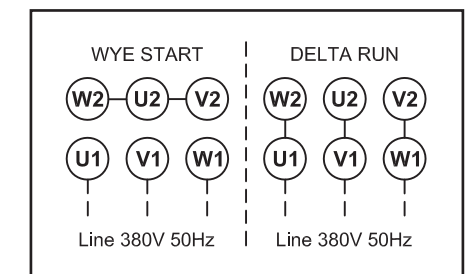 WYE START DELTA RUN
W2 U2 V2 W2 U2 V2
U1 V1 W1 U1 V1 W1
Line 380V 50Hz Line 380V 50Hz